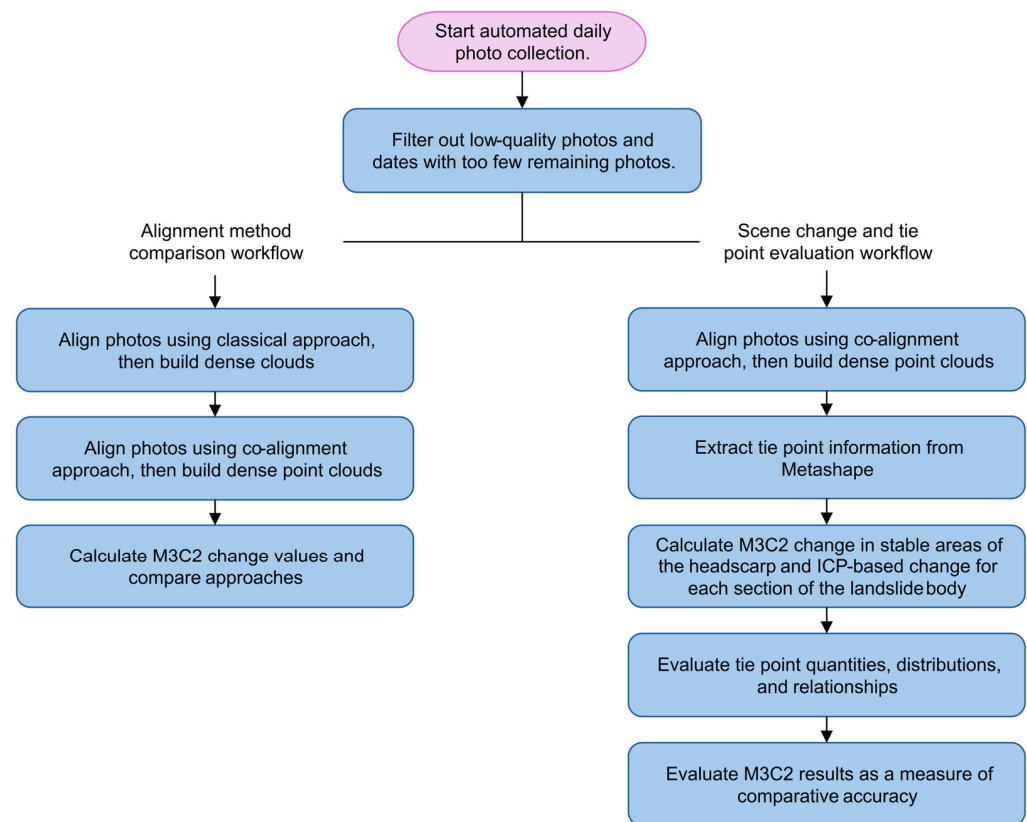 Start automated daily
photo collection.
Filter out low-quality photos and
dates with too few remaining photos.
Alignment method
comparison workflow
Align photos using classical approach,
then build dense clouds
Align photos using co-alignment
approach, then build dense point clouds
Calculate M3C2 change values and
compare approaches
Scene change and tie
point evaluation workflow
Align photos using co-alignment
approach, then build dense point clouds
Extract tie point information from
Metashape
Calculate M3C2 change in stable areas of
the headscarp and ICP-based change for
each section of the landslide body
Evaluate tie point quantities, distributions,
and relationships
Evaluate M3C2 results as a measure of
comparative accuracy